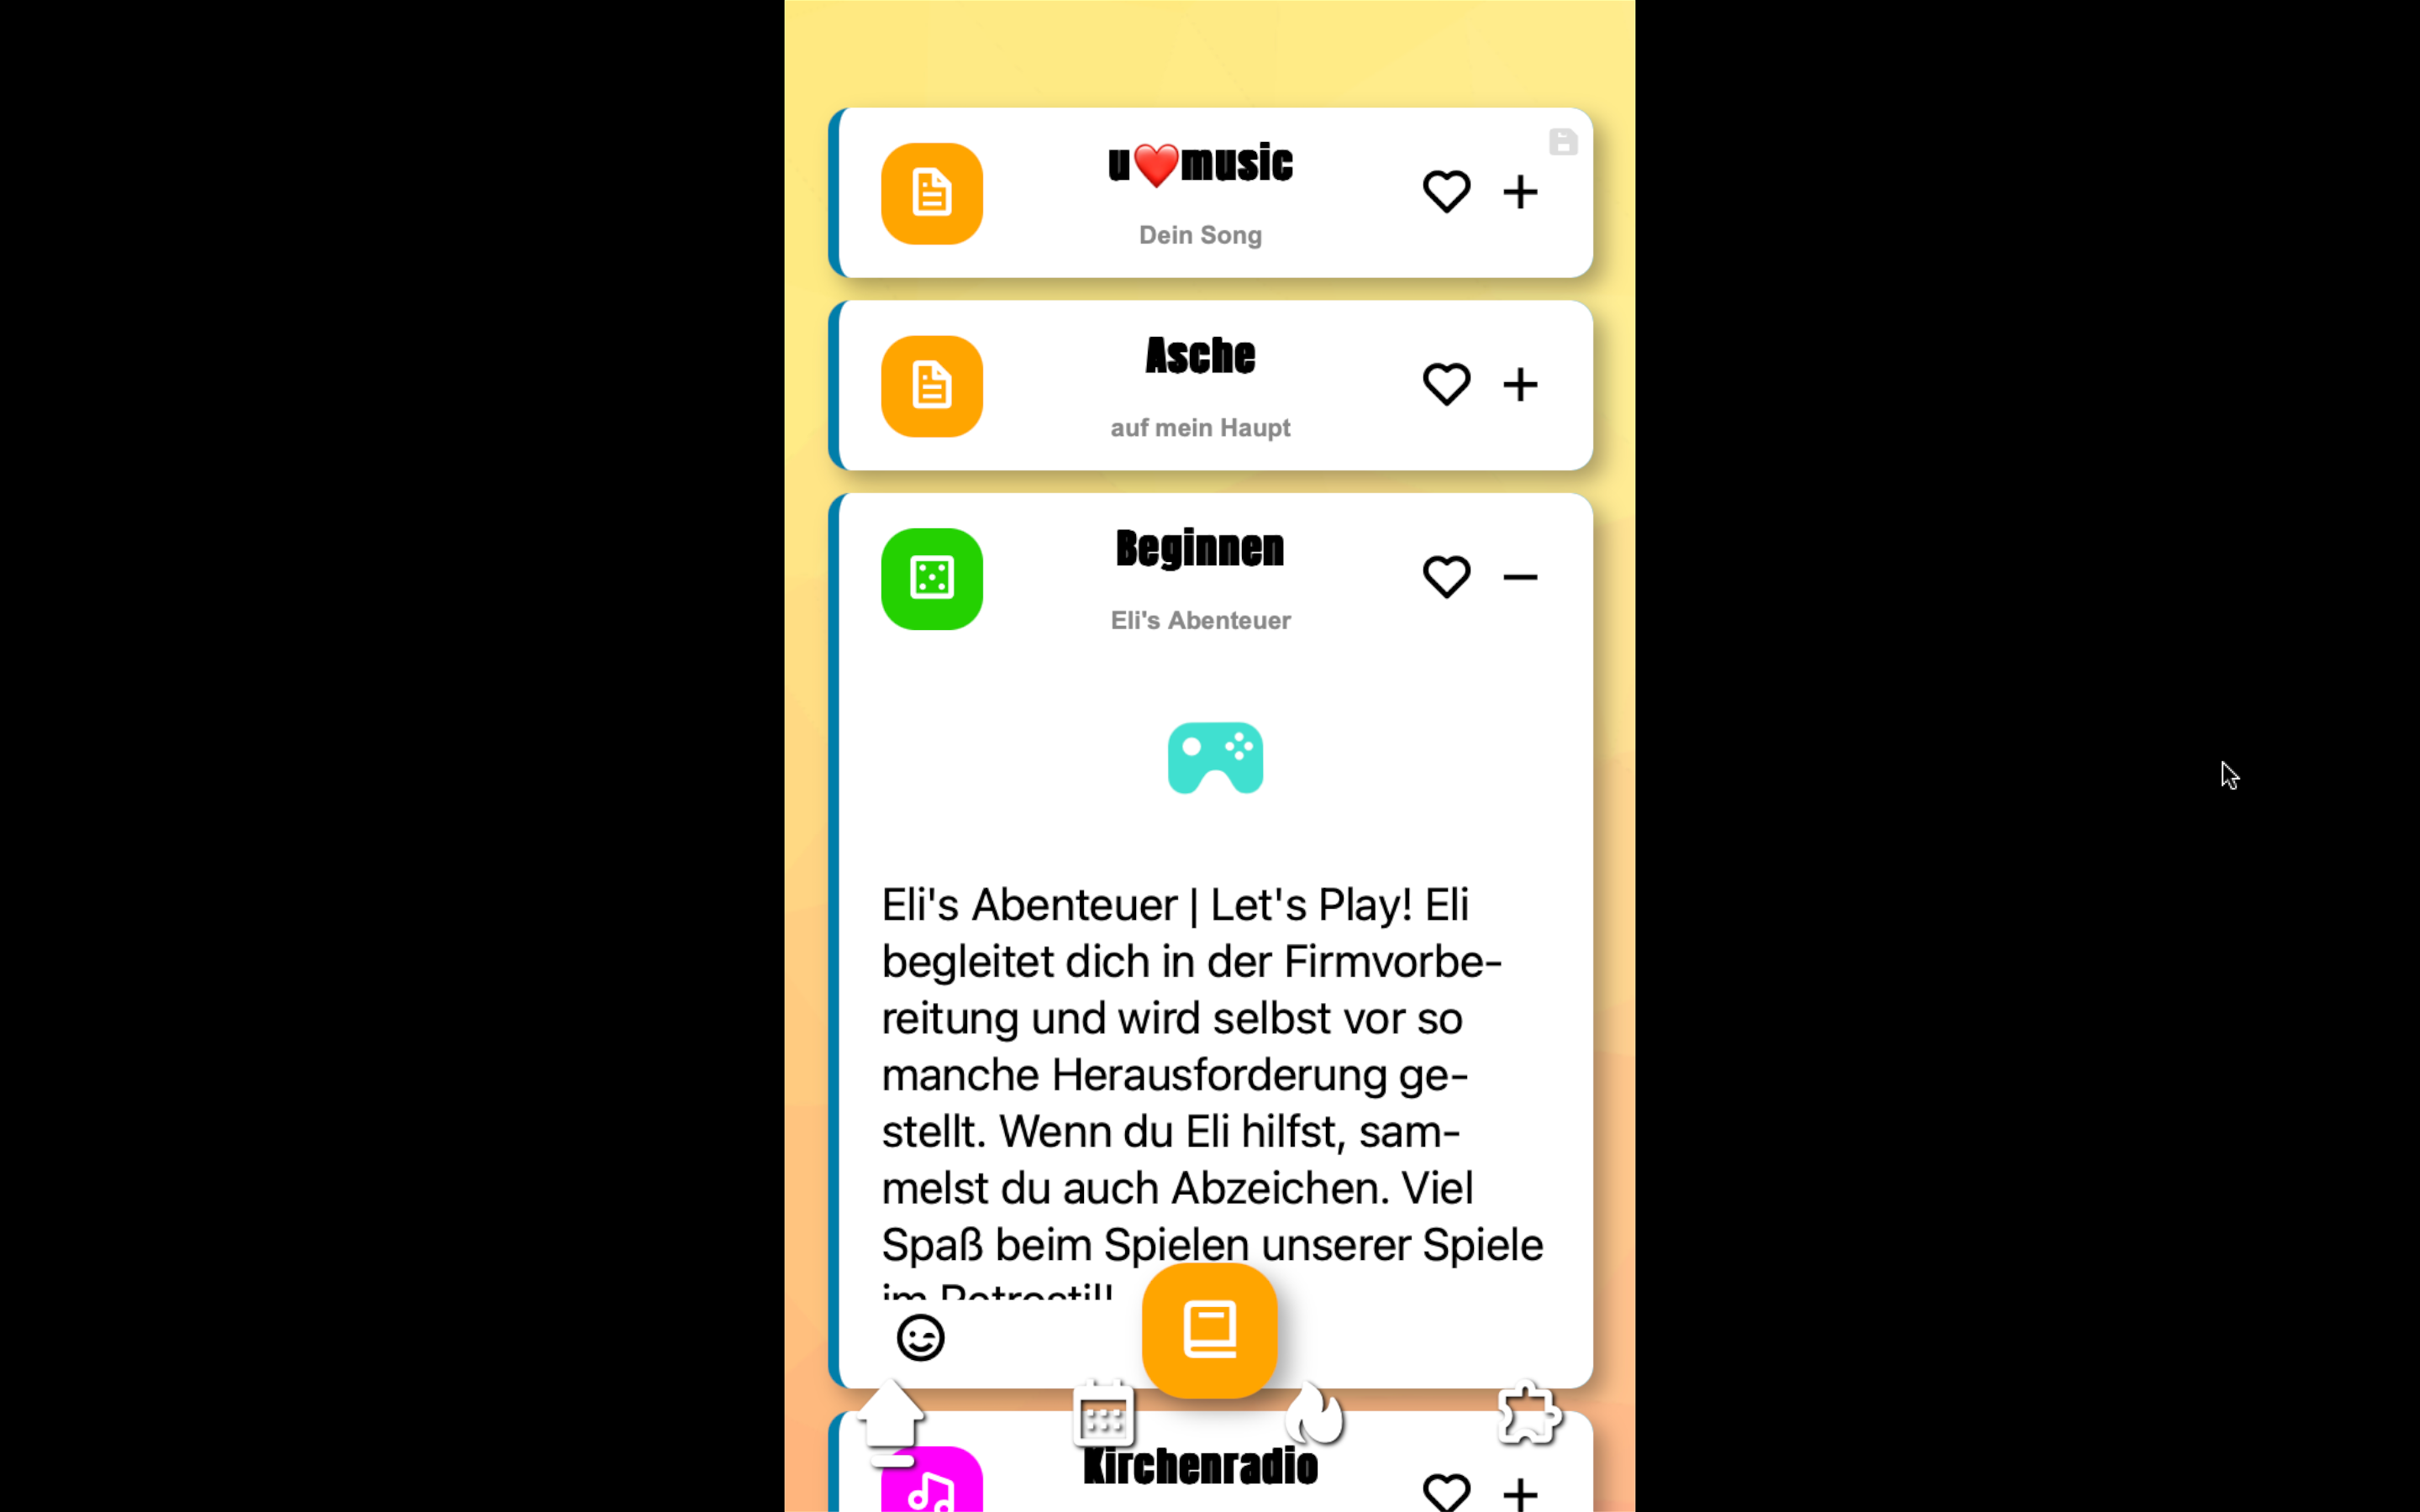 u❤️music
Dein Song
Asche
auf mein Haupt
Beginnen
Eli's Abenteuer
Eli's Abenteuer | Let's Play! Eli
begleitet dich in der Firmvorbe-
reitung und wird selbst vor so
manche Herausforderung ge-
stellt. Wenn du Eli hilfst, sam-
melst du auch Abzeichen. Viel
Spaß beim Spielen unserer Spiele
im
Kirchenradio